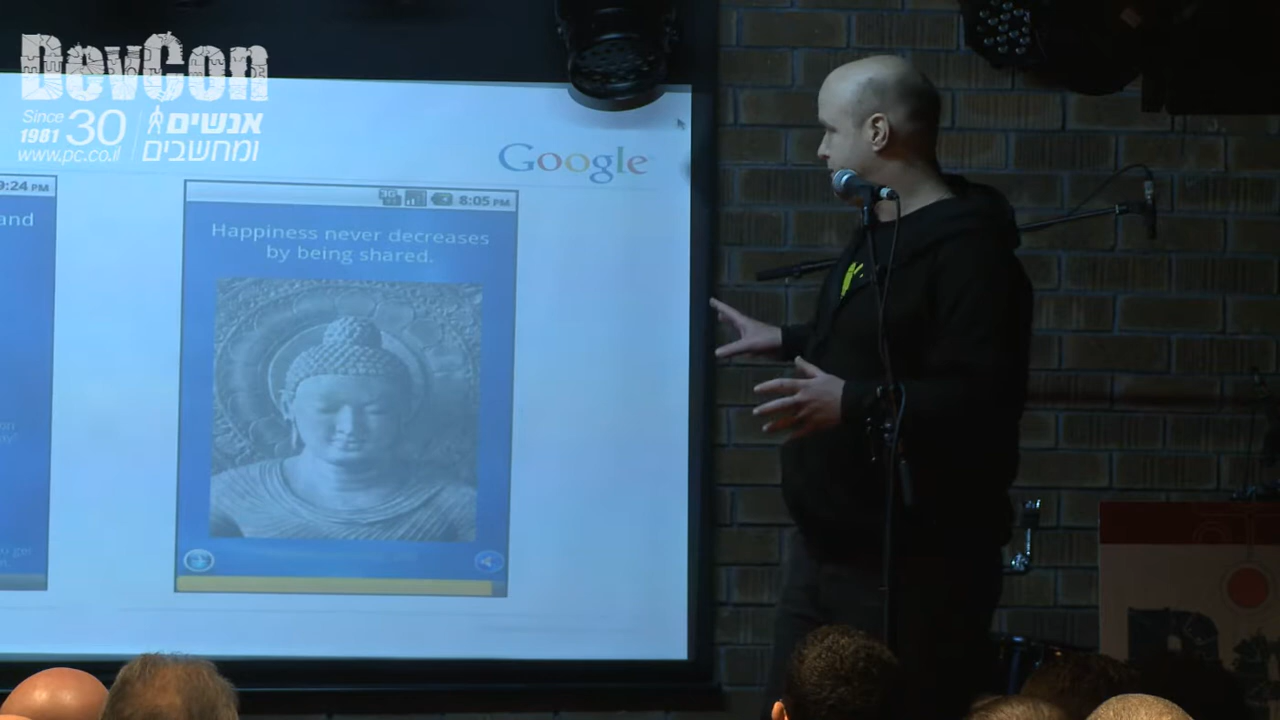 DevCon
Since 1981 30
אנשים
ומחשבים
www.pc.co.il
Google
9:24 PM
and
3G
8:05 PM
Happiness never decreases
by being shared.